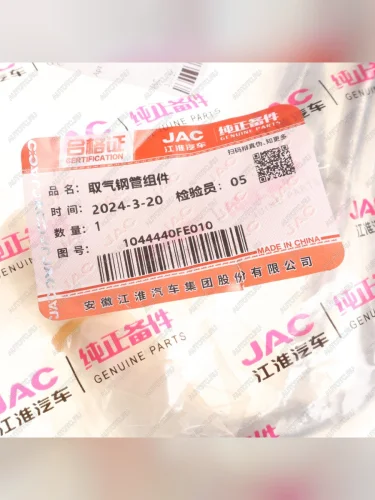 合格证
CERTIFICATION
JAC
江淮汽车
纯正备件
GENUINE PARTS
扫码辩真伪,知更多
品名: 取气钢管组件
时间: 2024-3-20 检验员: 05
数量: 1
图号: 1044440FE010
MADE IN CHINA
安徽江淮汽车集团股份有限公司
JAC
纯正备件
GENUINE PARTS
JAC
江淮汽车
纯正备件
GENUINE PARTS
JAC
江淮汽车